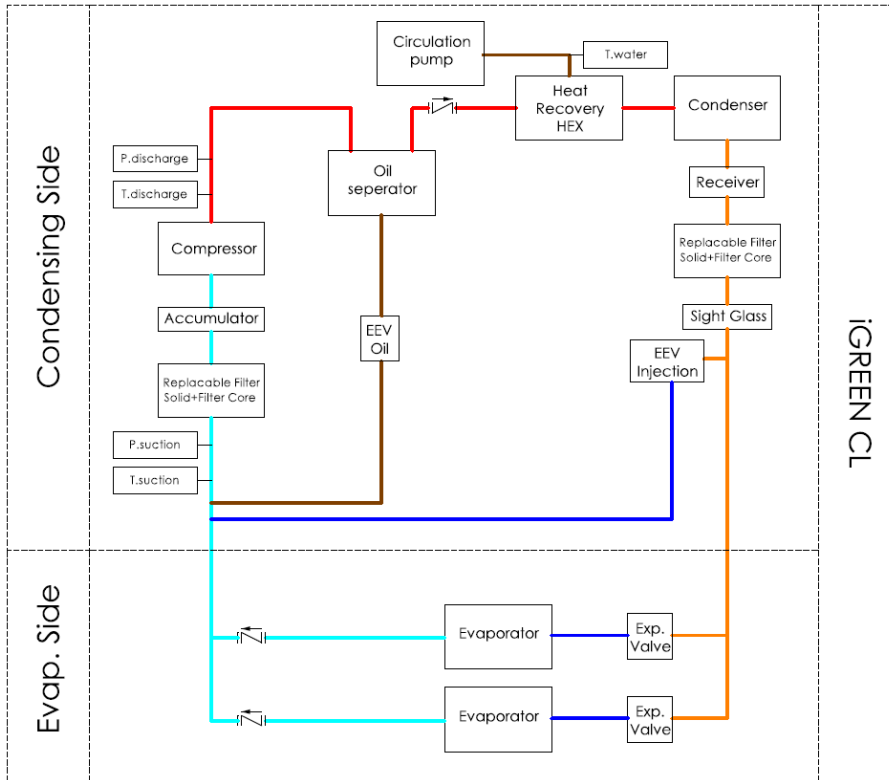 Circulation
pump
T.water
Heat
Recovery
HEX
Condenser
P.discharge
T.discharge
Oil
seperator
Receiver
Compressor
Replacable Filter
Solid+Filter Core
Accumulator
Sight Glass
EEV
Oil
EEV
Injection
Replacable Filter
Solid+Filter Core
P.suction
T.suction
Condensing Side
iGREEN CL
Evap. Side
Evaporator
Exp.
Valve
Evaporator
Exp.
Valve